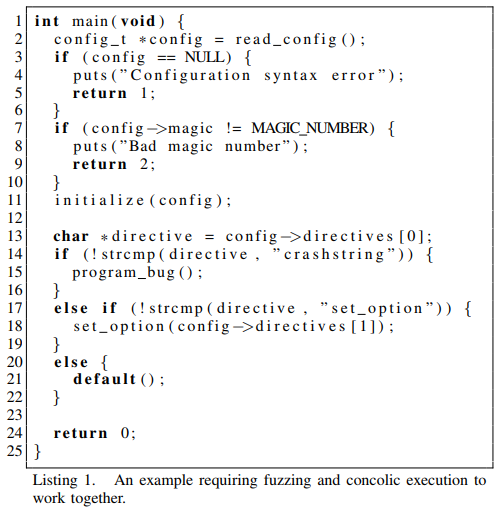 1 int main(void) {
2 config_t *config = read_config();
3 if (config == NULL) {
4 puts("Configuration syntax error");
5 return 1;
6 }
7 if (config->magic != MAGIC_NUMBER) {
8 puts("Bad magic number");
9 return 2;
10 }
11 initialize(config);
12
13 char *directive = config->directives[0];
14 if (!strcmp(directive, "crashstring")) {
15 program_bug();
16 }
17 else if (!strcmp(directive, "set_option")) {
18 set_option(config->directives[1]);
19 }
20 else {
21 default();
22 }
23
24 return 0;
25 }
Listing 1. An example requiring fuzzing and concolic execution to
work together.